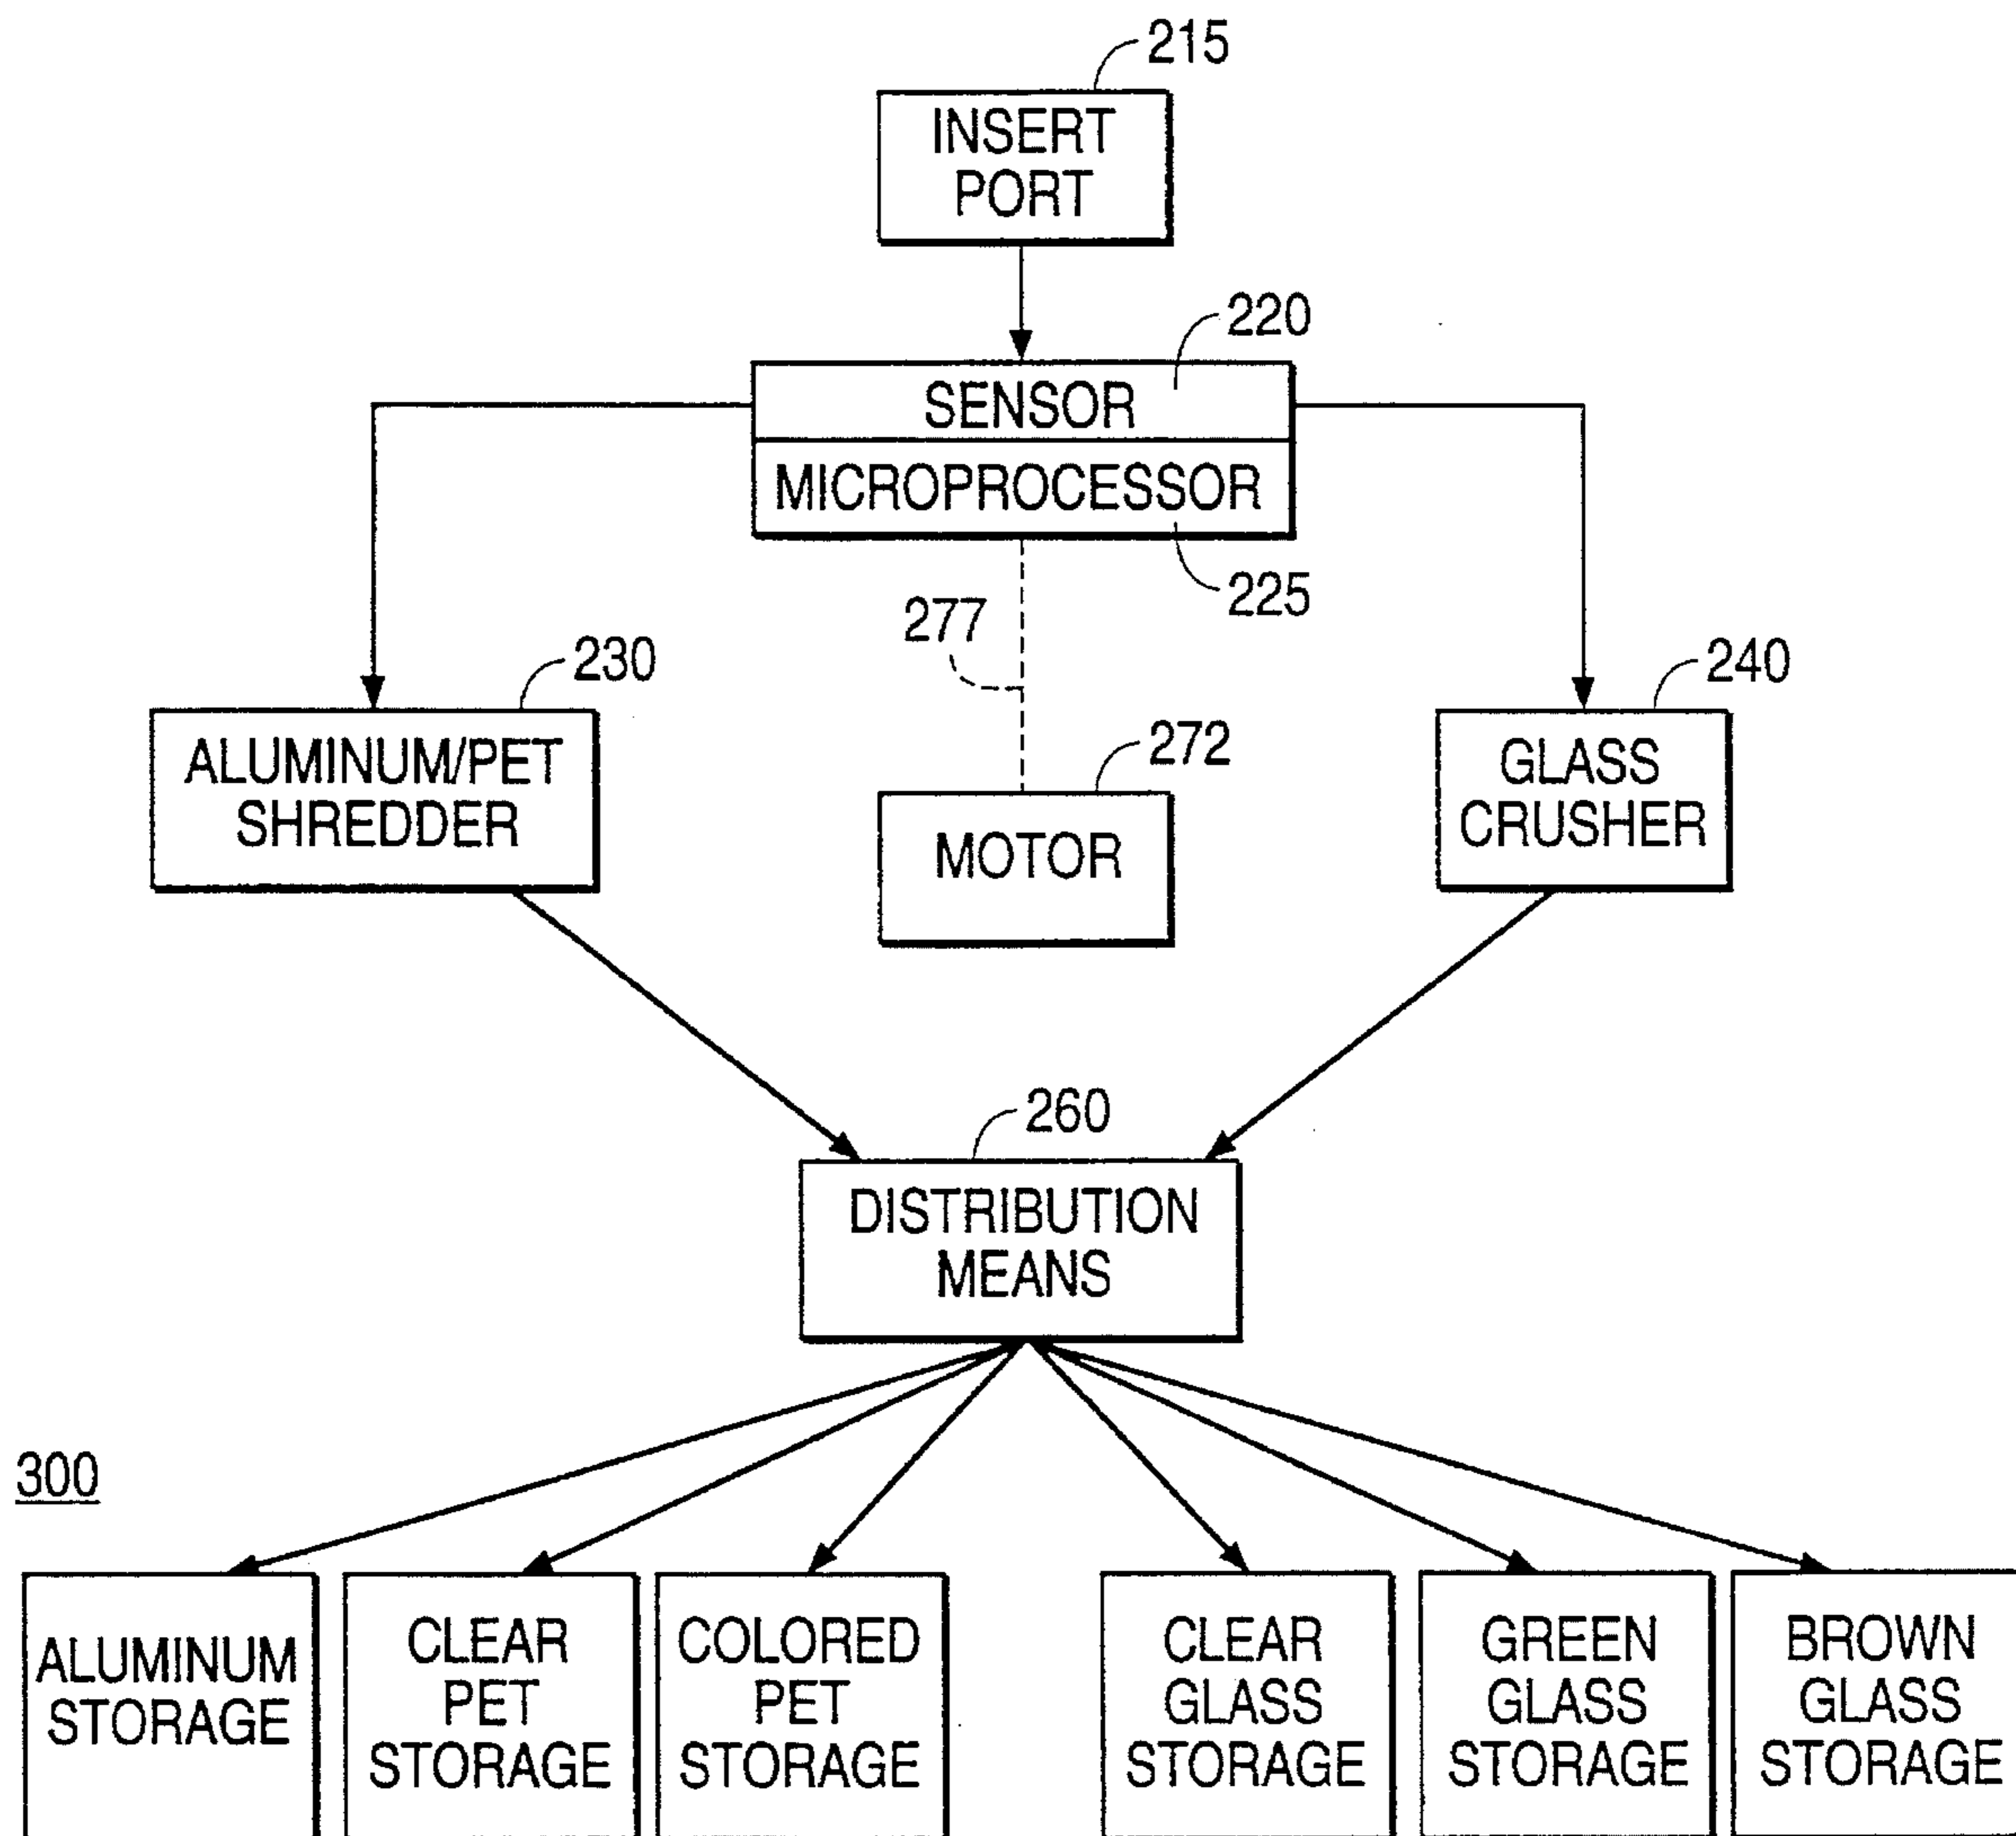 215
INSERT
PORT
220
SENSOR
MICROPROCESSOR
225
277
230
240
ALUMINUM/PET
SHREDDER
272
MOTOR
GLASS
CRUSHER
260
DISTRIBUTION
MEANS
300
ALUMINUM
STORAGE
CLEAR
PET
STORAGE
COLORED
PET
STORAGE
CLEAR
GLASS
STORAGE
GREEN
GLASS
STORAGE
BROWN
GLASS
STORAGE